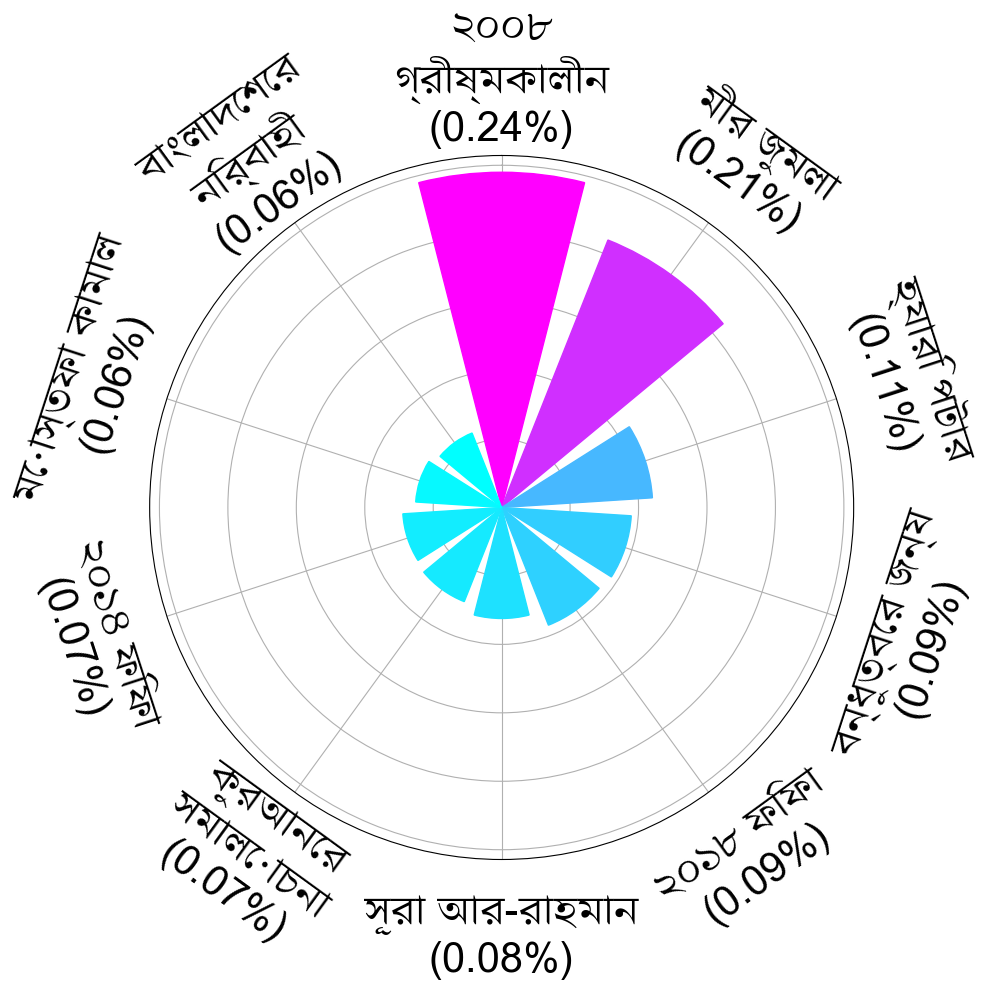 ২০০৮
গ্রীষ্মকালীন
(0.24%)
মীর জুমলা
(0.21%)
হ্যারি পটার
(0.11%)
বন্ধুত্বের জন্য
(0.09%)
২০১৮ ফিফা
(0.09%)
সূরা আর-রাহমান
(0.08%)
কুরআনের
সমালোচনা
(0.07%)
২০১৪ ফিফা
(0.07%)
মোস্তফা কামাল
(0.06%)
বাংলাদেশের
নির্বাহী
(0.06%)